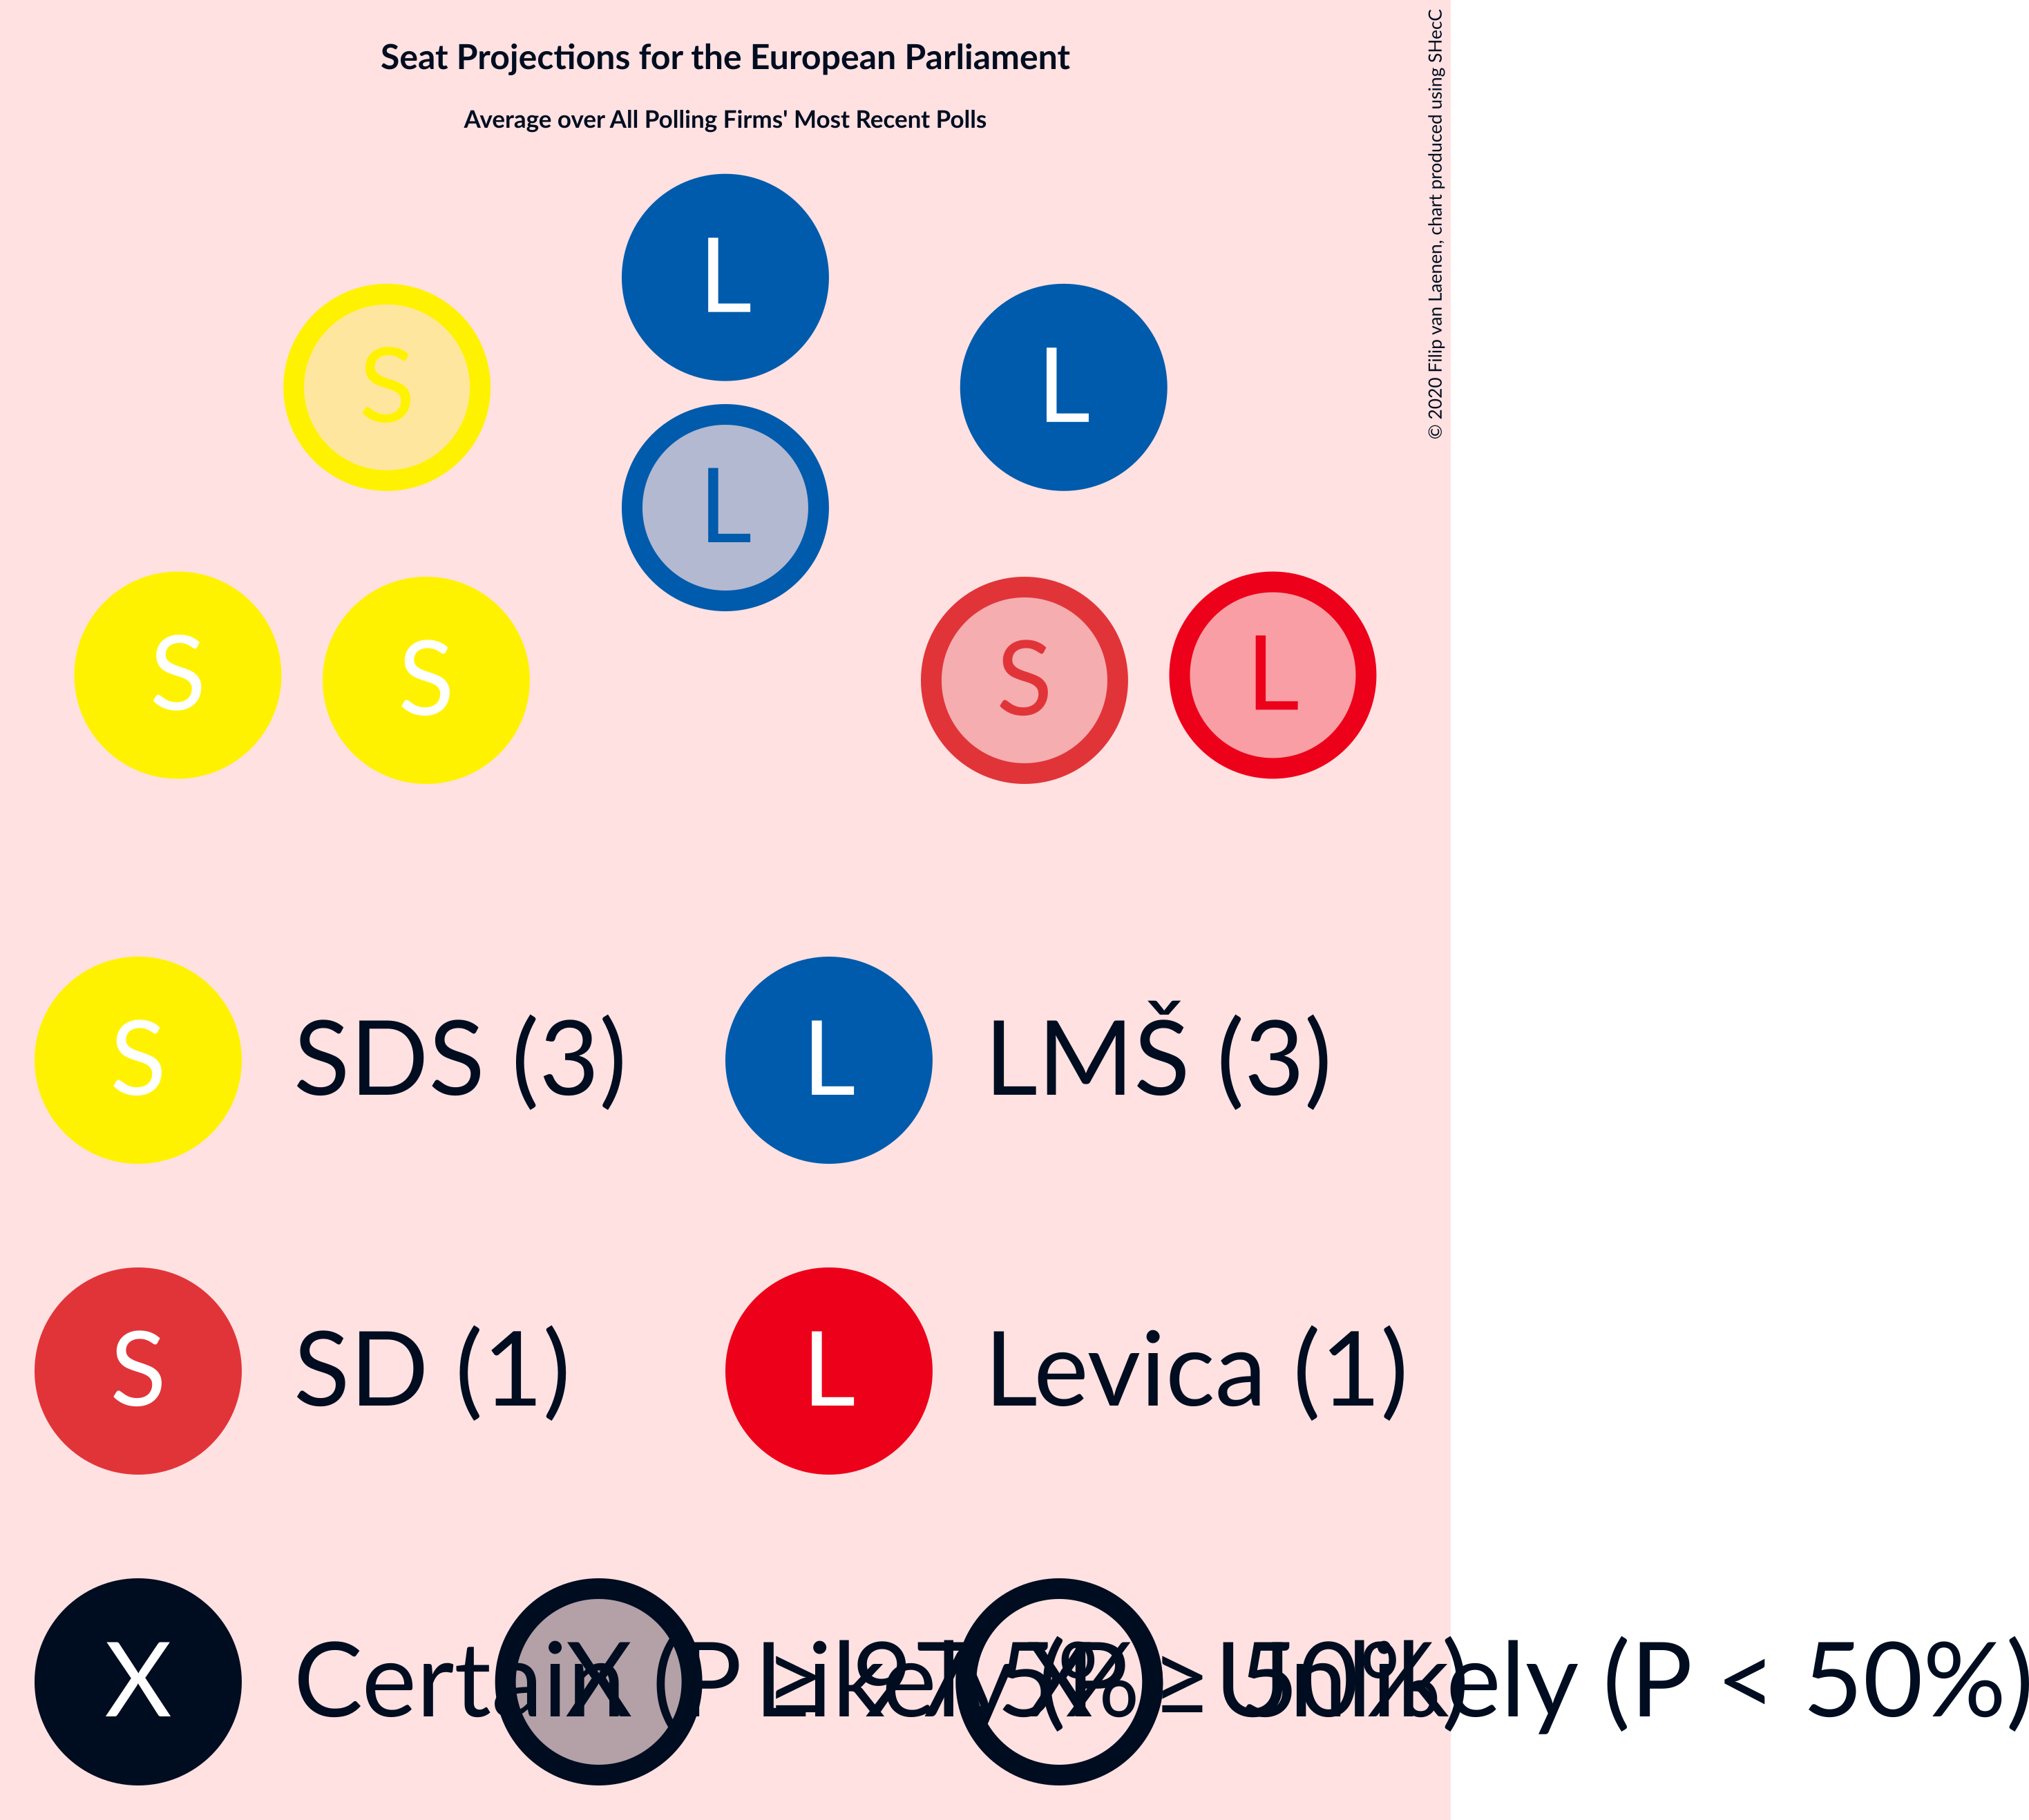 Seat Projections for the European Parliament
Average over All Polling Firms' Most Recent Polls
© 2020 Filip van Laenen, chart produced using SHecC
L
S
L
L
S
S
S
L
S SDS (3) L LMŠ (3)
S SD (1) L Levica (1)
X Certain (P ≥ 97.5%) X Likely (P ≥ 50%) X Unlikely (P < 50%)